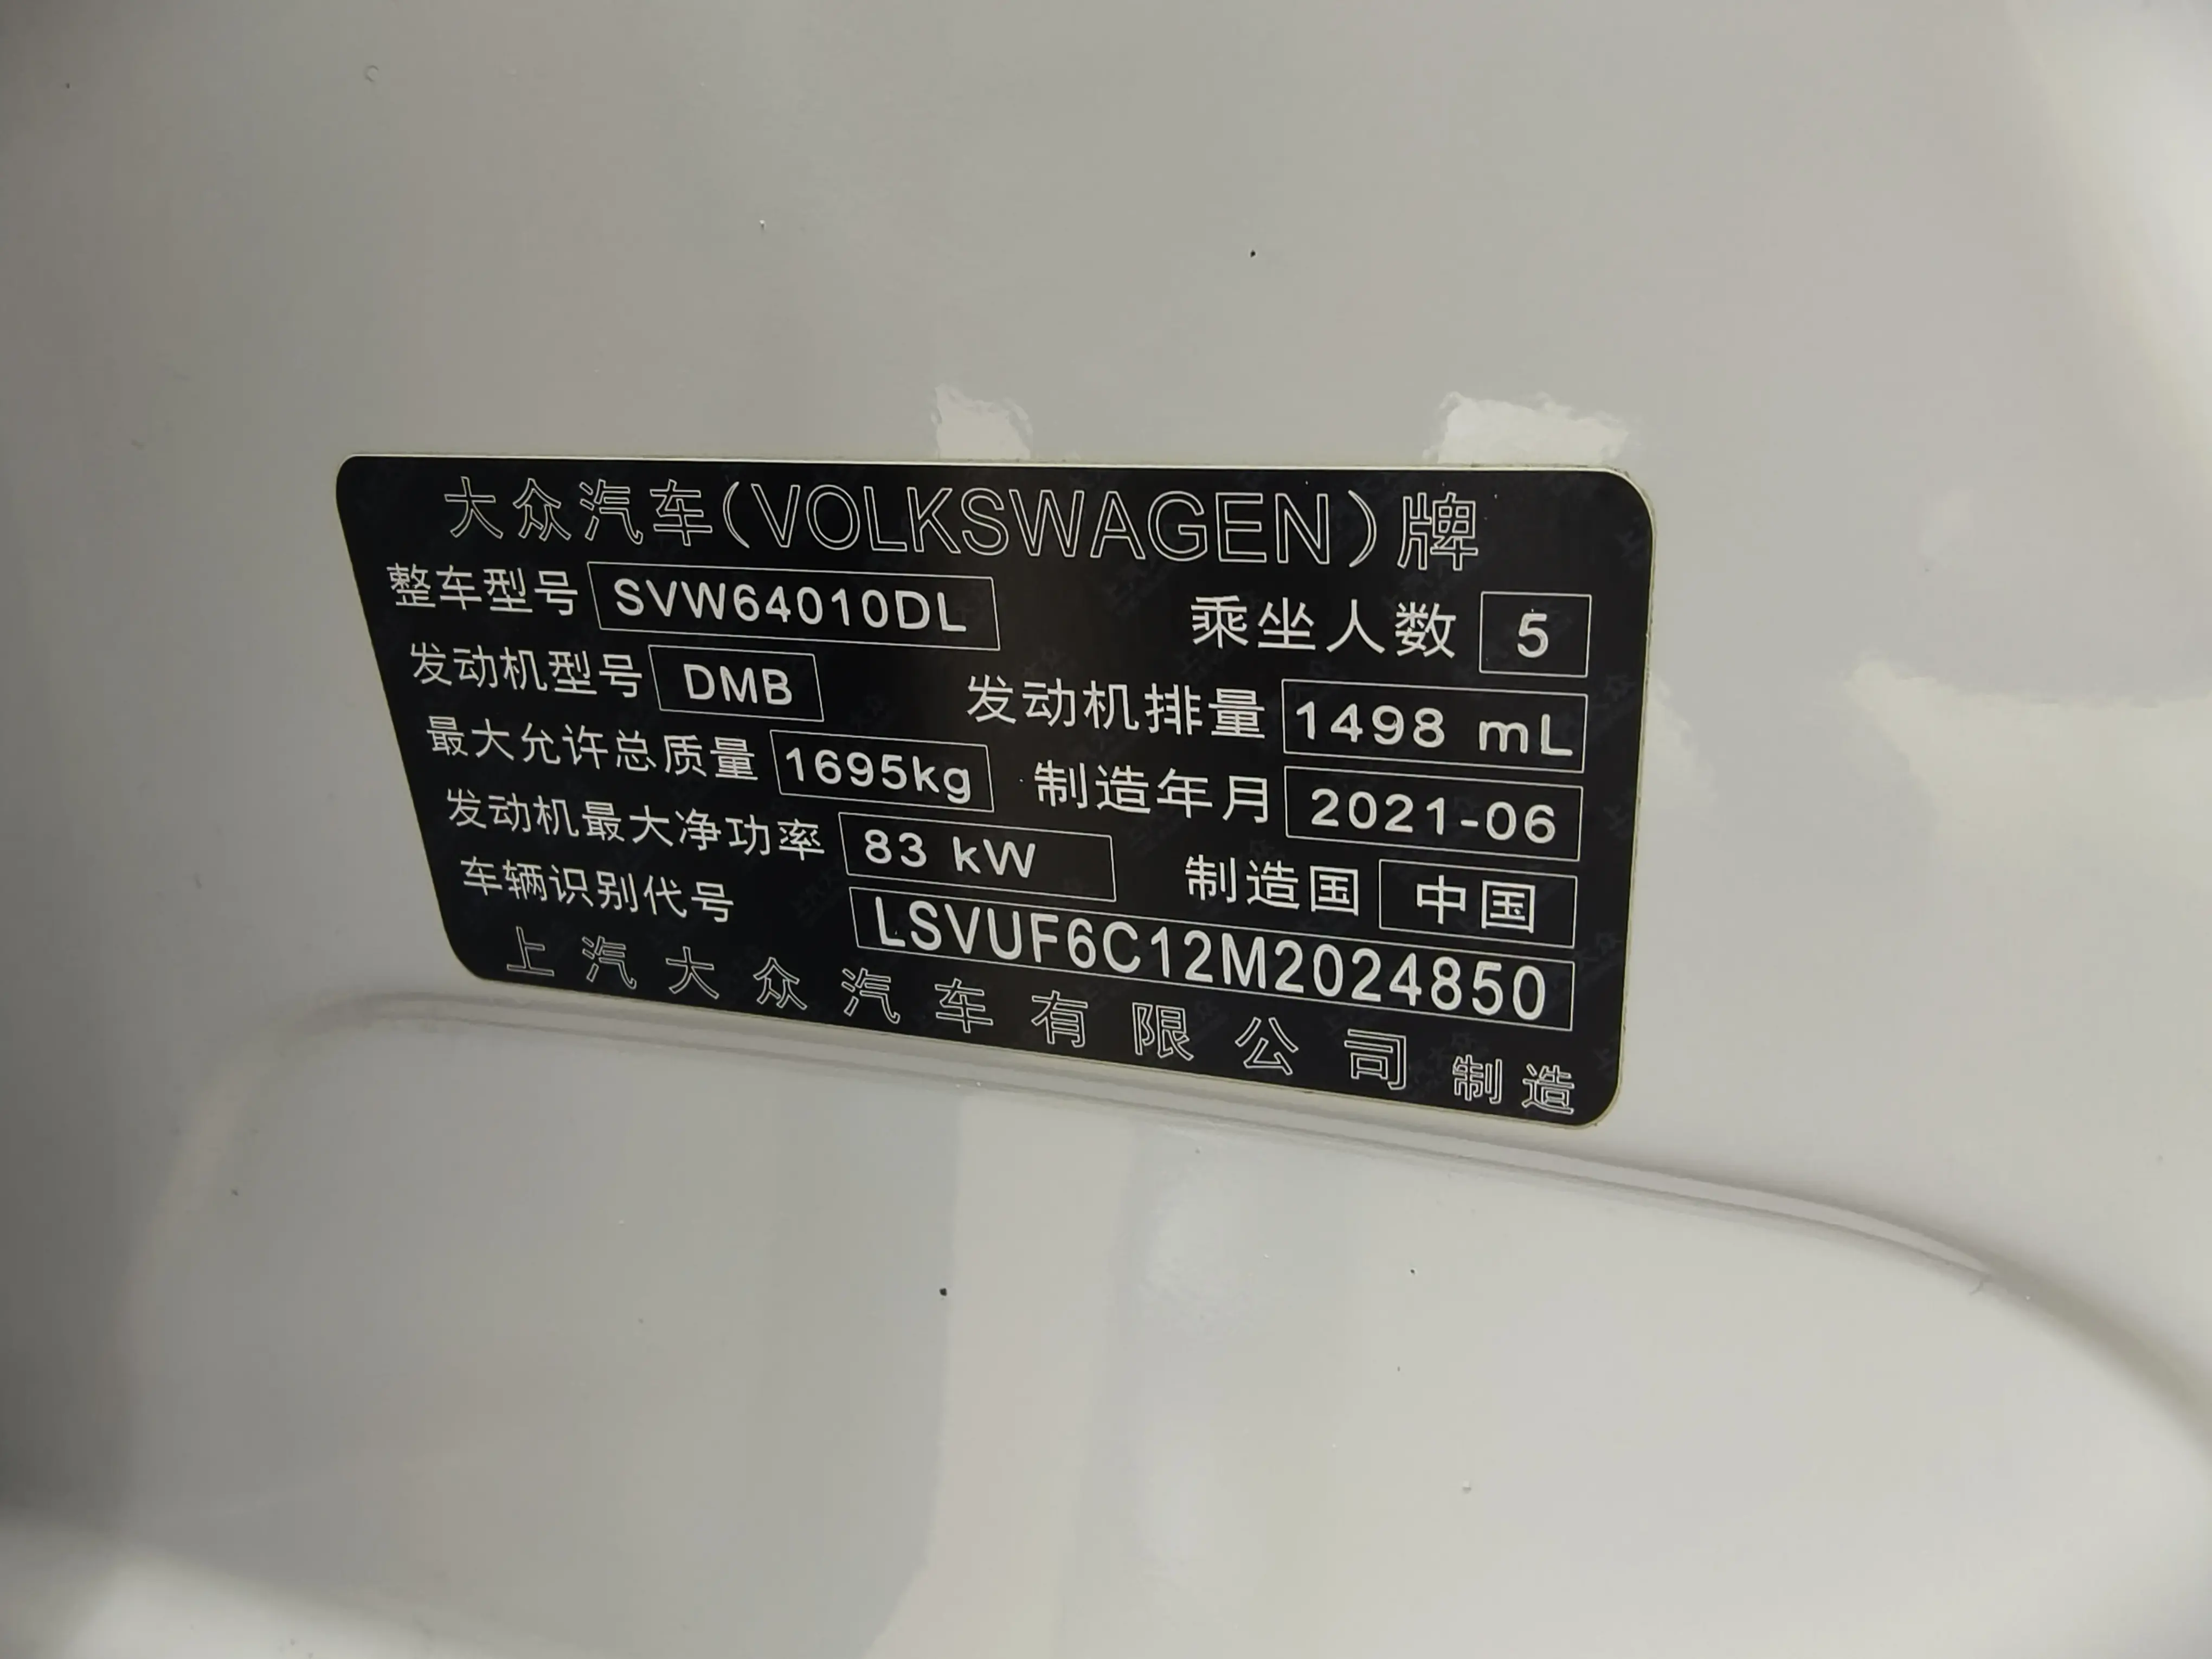 大众汽车(VOLKSWAGEN)牌
整车型号 SVW64010DL 乘坐人数 5
发动机型号 DMB 发动机排量 1498 mL
最大允许总质量 1695kg 制造年月 2021-06
发动机最大净功率 83 kW 制造国 中国
车辆识别代号 LSVUF6C12M2024850
上汽大众汽车有限公司 制造